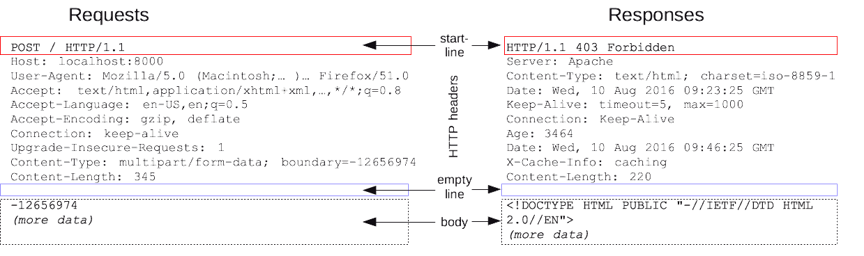 Requests
POST / HTTP/1.1
Host: localhost:8000
User-Agent: Mozilla/5.0 (Macintosh;… )… Firefox/51.0
Accept: text/html,application/xhtml+xml,…,*/*;q=0.8
Accept-Language: en-US,en;q=0.5
Accept-Encoding: gzip, deflate
Connection: keep-alive
Upgrade-Insecure-Requests: 1
Content-Type: multipart/form-data; boundary=-12656974
Content-Length: 345
-12656974
(more data)
start-
line
HTTP headers
empty
line
body
Responses
HTTP/1.1 403 Forbidden
Server: Apache
Content-Type: text/html; charset=iso-8859-1
Date: Wed, 10 Aug 2016 09:23:25 GMT
Keep-Alive: timeout=5, max=1000
Connection: Keep-Alive
Age: 3464
Date: Wed, 10 Aug 2016 09:46:25 GMT
X-Cache-Info: caching
Content-Length: 220
<!DOCTYPE HTML PUBLIC "-//IETF//DTD HTML
2.0//EN">
(more data)